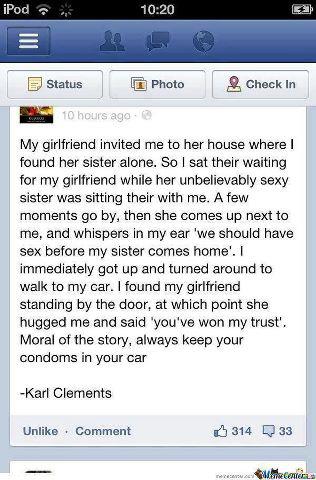 iPod 10:20
Status Photo Check In
10 hours ago ·
My girlfriend invited me to her house where I
found her sister alone. So I sat their waiting
for my girlfriend while her unbelievably sexy
sister was sitting their with me. A few
moments go by, then she comes up next to
me, and whispers in my ear 'we should have
sex before my sister comes home'. I
immediately got up and turned around to
walk to my car. I found my girlfriend
standing by the door, at which point she
hugged me and said 'you've won my trust'.
Moral of the story, always keep your
condoms in your car
-Karl Clements
Unlike · Comment 314 33
memecenter.com MemeCenter